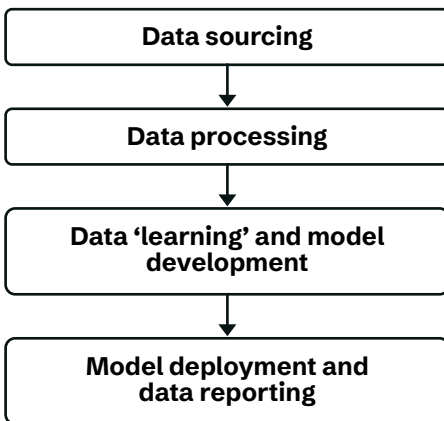 Data sourcing
Data processing
Data ‘learning’ and model
development
Model deployment and
data reporting